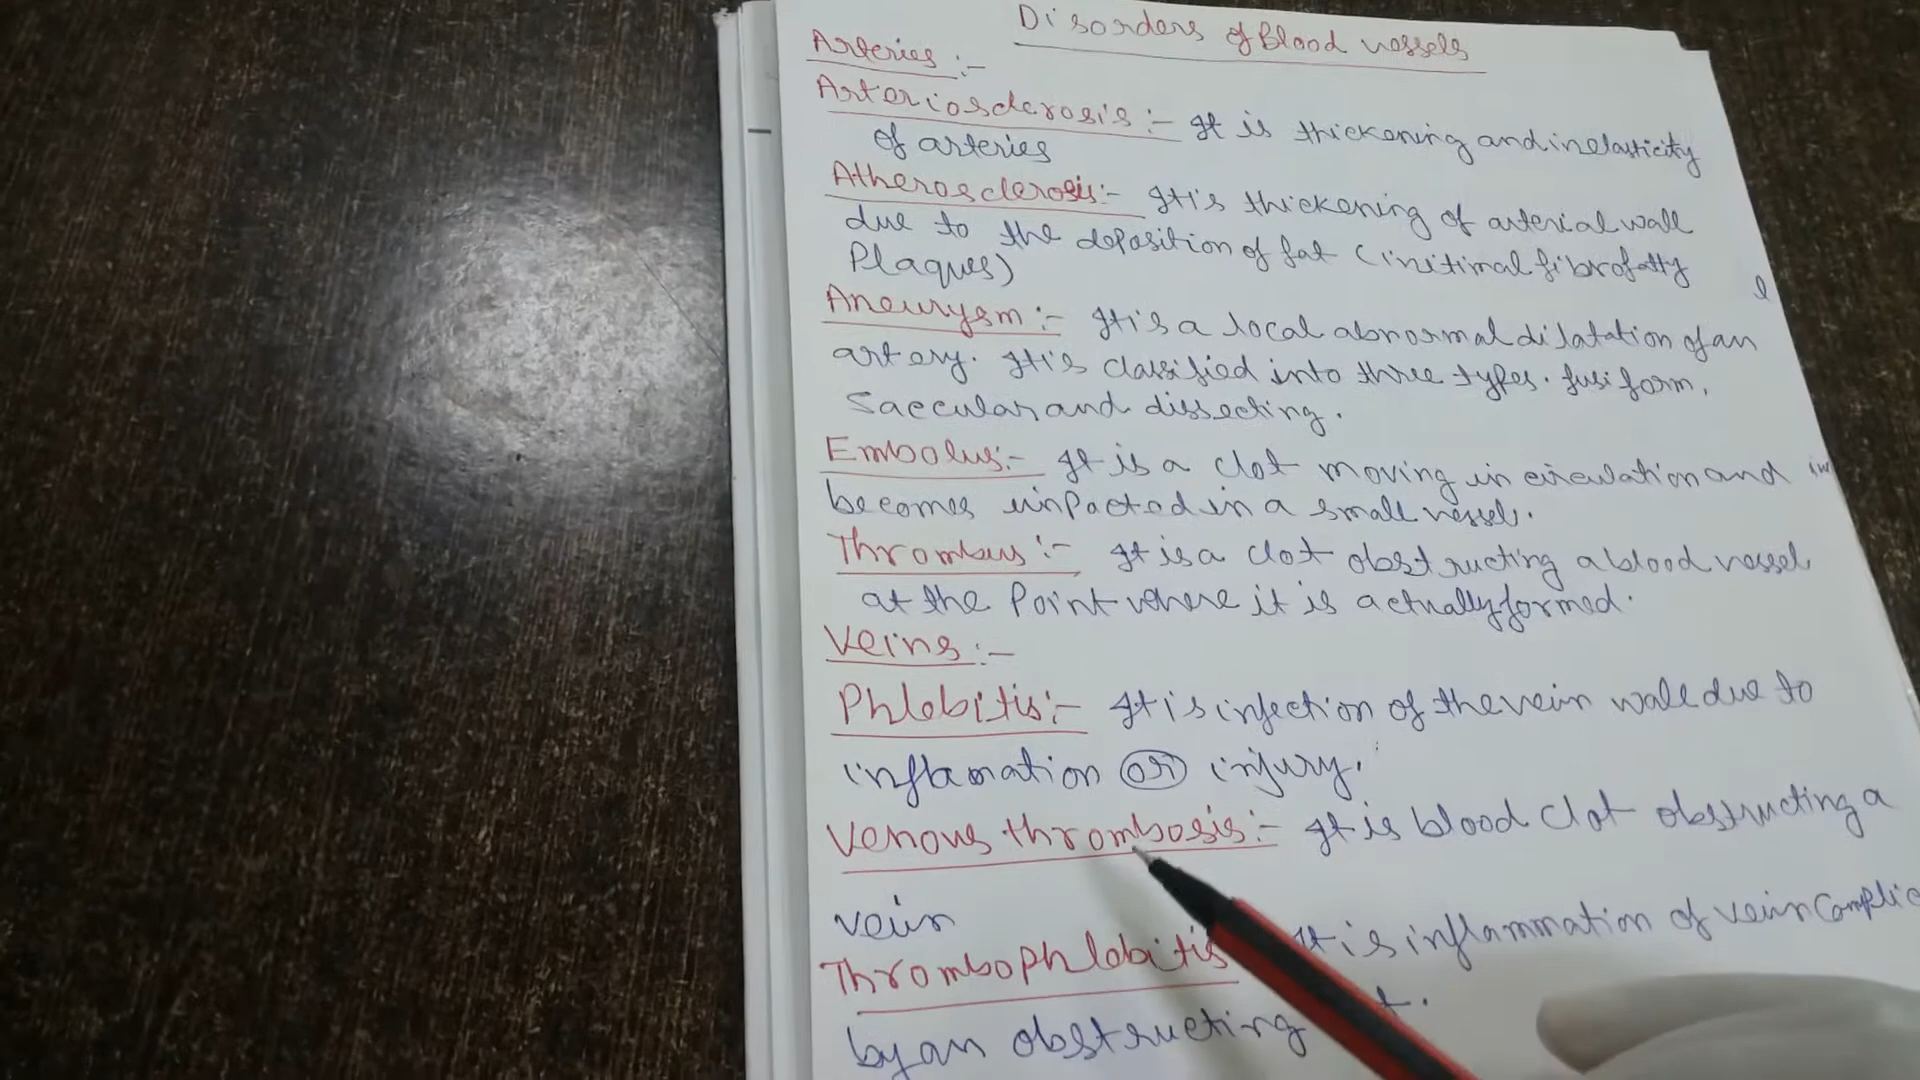 Disorders of Blood vessels
Arteries :-
Arteriosclerosis :- It is thickening and inelasticity
of arteries
Atherosclerosis:- It is thickening of arterial wall
due to the deposition of fat (initimal fibrofatty
Plaques)
Aneurysm :- It is a local abnormal dilatation of an
artery. It is classified into three types. fusiform,
Saccular and dissecting.
Embolus:- It is a clot moving in circulation and
becomes impacted in a small vessel.
Thrombus :- It is a clot obstructing a blood vessel
at the Point where it is actually formed.
Veins :-
Phlebitis:- It is infection of the vein wall due to
inflamation or injury.
Venous thrombosis:- It is blood clot obstructing a
vein
Thrombophlebitis It is inflammation of vein Complic
by an obstructing